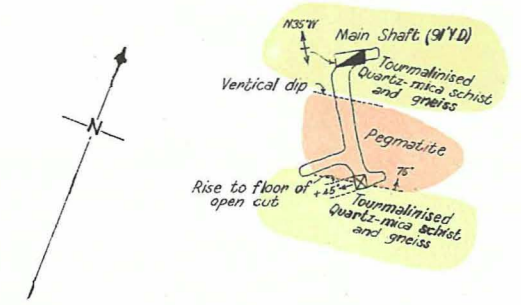 N35°W
Main Shaft (91' V.D)
Tourmalinised
Quartz-mica schist
and gneiss
Vertical dip
N
Pegmatite
75°
Rise to floor of
open cut
+45°
Tourmalinised
Quartz-mica schist
and gneiss